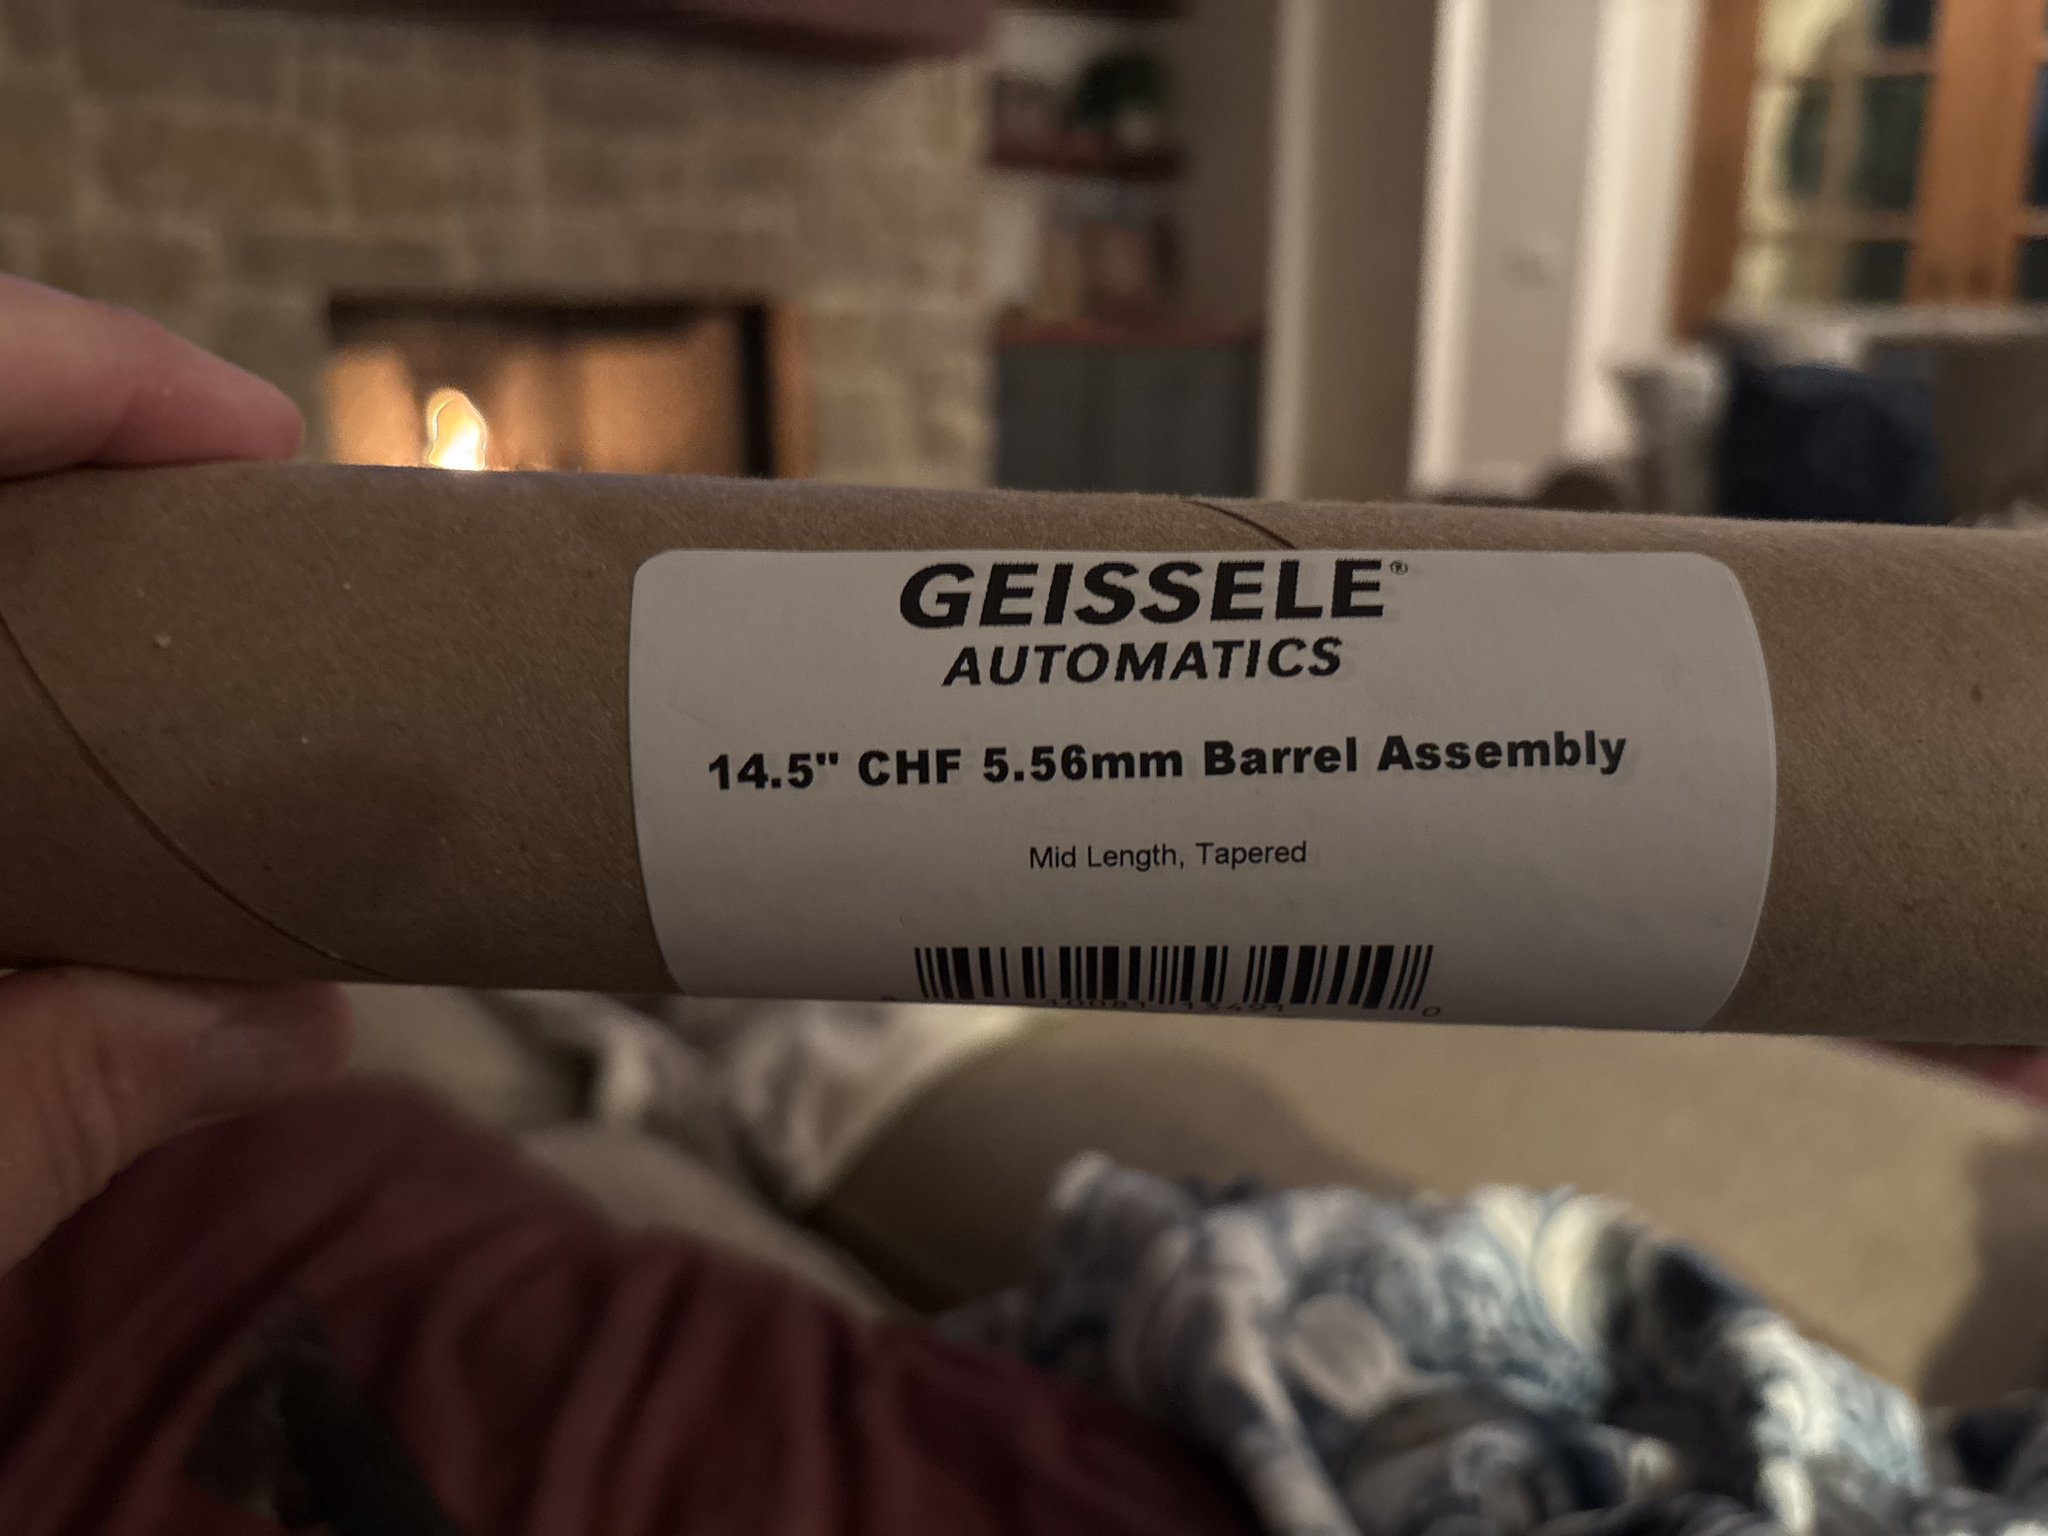 GEISSELE®
AUTOMATICS
14.5" CHF 5.56mm Barrel Assembly
Mid Length, Tapered